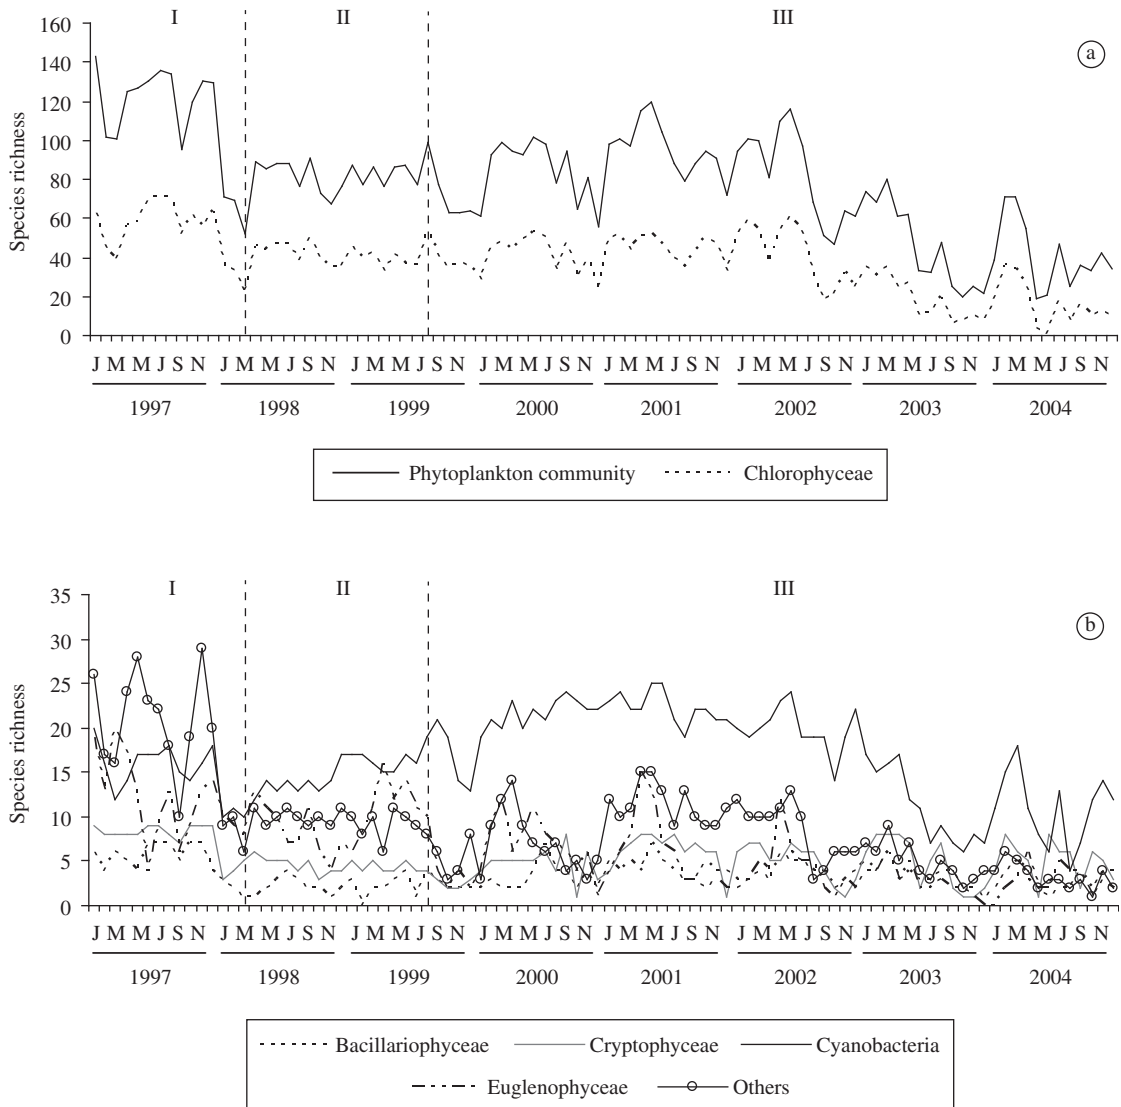 I II III
a
160
140
120
100
80
60
40
20
0
Species richness
J M M J S N J M M J S N J M M J S N J M M J S N J M M J S N J M M J S N J M M J S N J M M J S N
1997 1998 1999 2000 2001 2002 2003 2004
Phytoplankton community Chlorophyceae
I II III
b
35
30
25
20
15
10
5
0
Species richness
J M M J S N J M M J S N J M M J S N J M M J S N J M M J S N J M M J S N J M M J S N J M M J S N
1997 1998 1999 2000 2001 2002 2003 2004
Bacillariophyceae Cryptophyceae Cyanobacteria
Euglenophyceae Others